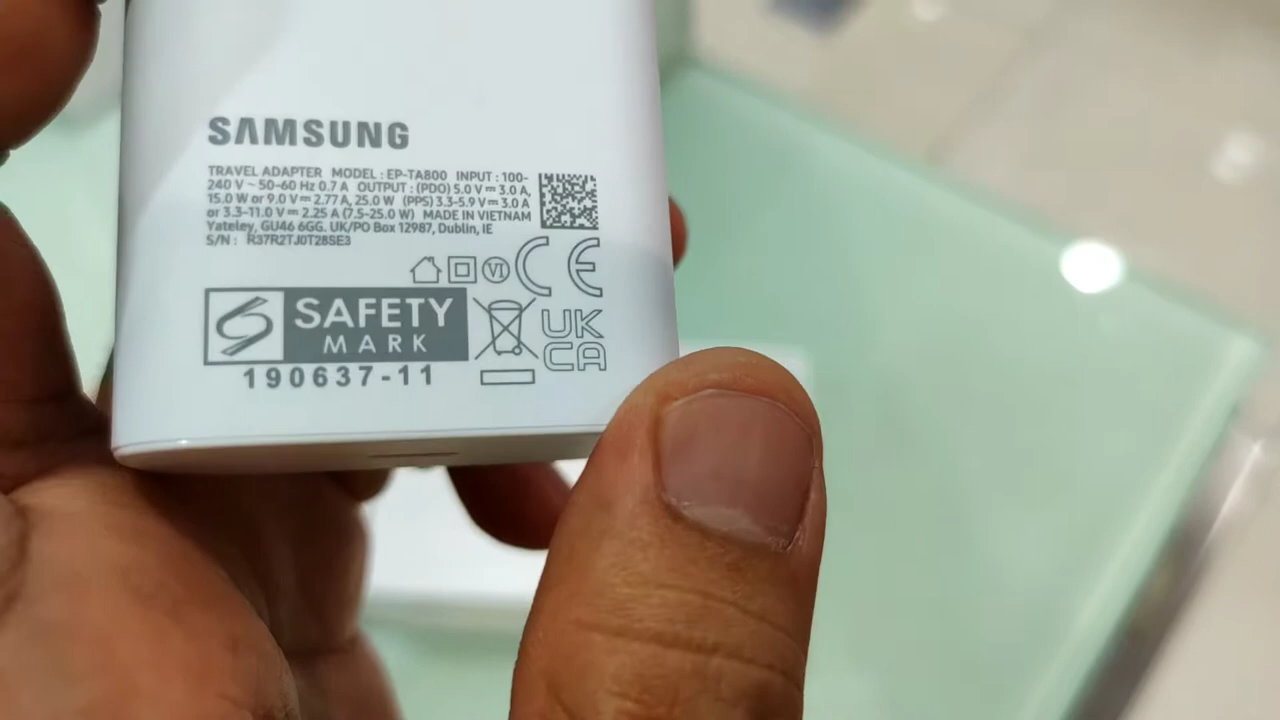 SAMSUNG
TRAVEL ADAPTER MODEL : EP-TA800 INPUT : 100-
240 V ~ 50-60 Hz 0.7 A OUTPUT : (PDO) 5.0 V⎓ 3.0 A,
15.0 W or 9.0 V⎓ 2.77 A, 25.0 W (PPS) 3.3-5.9 V⎓ 3.0 A
or 3.3-11.0 V⎓ 2.25 A (7.5-25.0 W) MADE IN VIETNAM
Yateley, GU46 6GG. UK/PO Box 12987, Dublin, IE
S/N : R37R2TJ0T28SE3
VI CE
SAFETY
MARK
UK
CA
190637-11